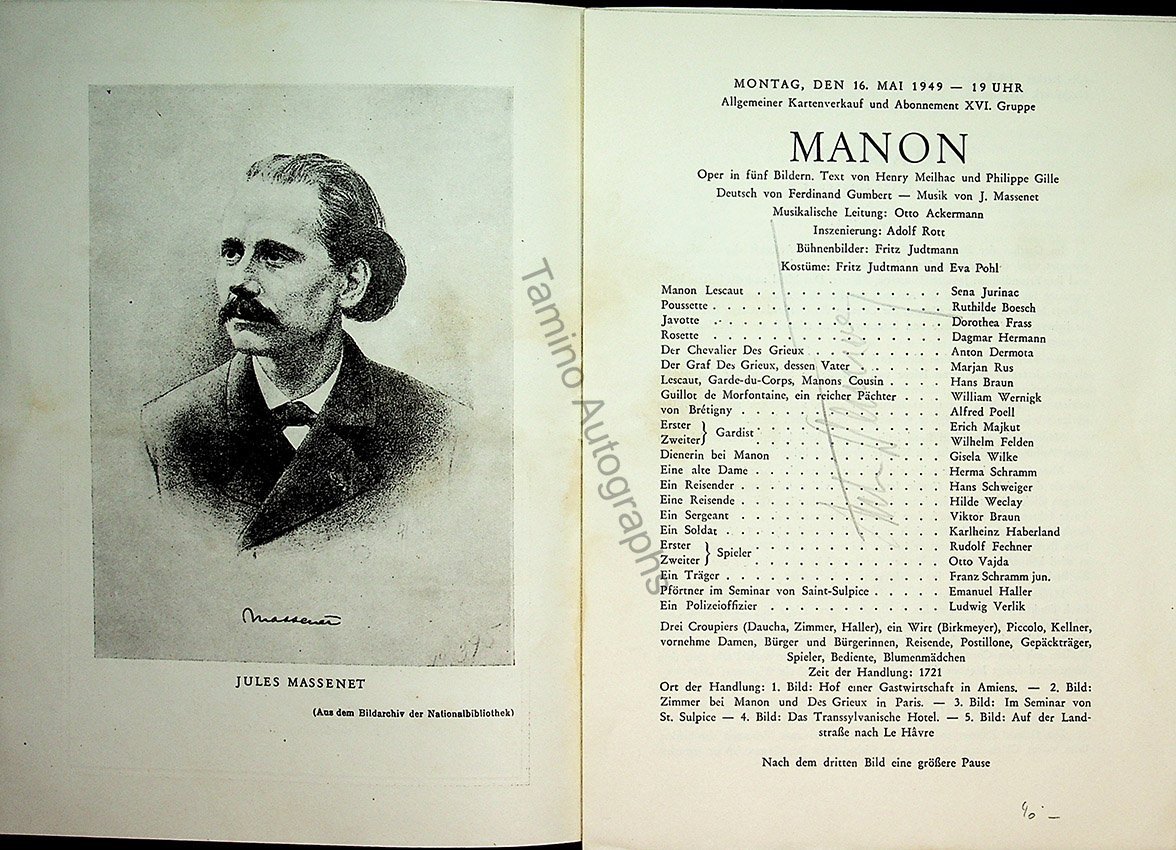 Massenet
JULES MASSENET
(Aus dem Bildarchiv der Nationalbibliothek)
Tamino Autographs
MONTAG, DEN 16. MAI 1949 — 19 UHR
Allgemeiner Kartenverkauf und Abonnement XVI. Gruppe
MANON
Oper in fünf Bildern. Text von Henry Meilhac und Philippe Gille
Deutsch von Ferdinand Gumbert — Musik von J. Massenet
Musikalische Leitung: Otto Ackermann
Inszenierung: Adolf Rott
Bühnenbilder: Fritz Judtmann
Kostüme: Fritz Judtmann und Eva Pohl
Manon Lescaut . . . . . . . . . . . . . Sena Jurinac
Poussette . . . . . . . . . . . . . . . . Ruthilde Boesch
Javotte . . . . . . . . . . . . . . . . Dorothea Frass
Rosette . . . . . . . . . . . . . . . . Dagmar Hermann
Der Chevalier Des Grieux . . . . . . . . . Anton Dermota
Der Graf Des Grieux, dessen Vater . . . . . . Marjan Rus
Lescaut, Garde-du-Corps, Manons Cousin . . . . Hans Braun
Guillot de Morfontaine, ein reicher Pächter . . . William Wernigk
von Brétigny . . . . . . . . . . . . . . Alfred Poell
Erster } Gardist . . . . . . . . . . . . Erich Majkut
Zweiter } . . . . . . . . . . . . Wilhelm Felden
Dienerin bei Manon . . . . . . . . . . . Gisela Wilke
Eine alte Dame . . . . . . . . . . . . . Herma Schramm
Ein Reisender . . . . . . . . . . . . . . Hans Schweiger
Eine Reisende . . . . . . . . . . . . . . Hilde Weclay
Ein Sergeant . . . . . . . . . . . . . . Viktor Braun
Ein Soldat . . . . . . . . . . . . . . . Karlheinz Haberland
Erster } Spieler . . . . . . . . . . . . Rudolf Fechner
Zweiter } . . . . . . . . . . . . Otto Vajda
Ein Träger . . . . . . . . . . . . . . . Franz Schramm jun.
Pförtner im Seminar von Saint-Sulpice . . . . . Emanuel Haller
Ein Polizeioffizier . . . . . . . . . . . . Ludwig Verlik
Drei Croupiers (Daucha, Zimmer, Haller), ein Wirt (Birkmeyer), Piccolo, Kellner,
vornehme Damen, Bürger und Bürgerinnen, Reisende, Postillone, Gepäckträger,
Spieler, Bediente, Blumenmädchen
Zeit der Handlung: 1721
Ort der Handlung: 1. Bild: Hof einer Gastwirtschaft in Amiens. — 2. Bild:
Zimmer bei Manon und Des Grieux in Paris. — 3. Bild: Im Seminar von
St. Sulpice — 4. Bild: Das Transsylvanische Hotel. — 5. Bild: Auf der Land-
straße nach Le Hâvre
Nach dem dritten Bild eine größere Pause